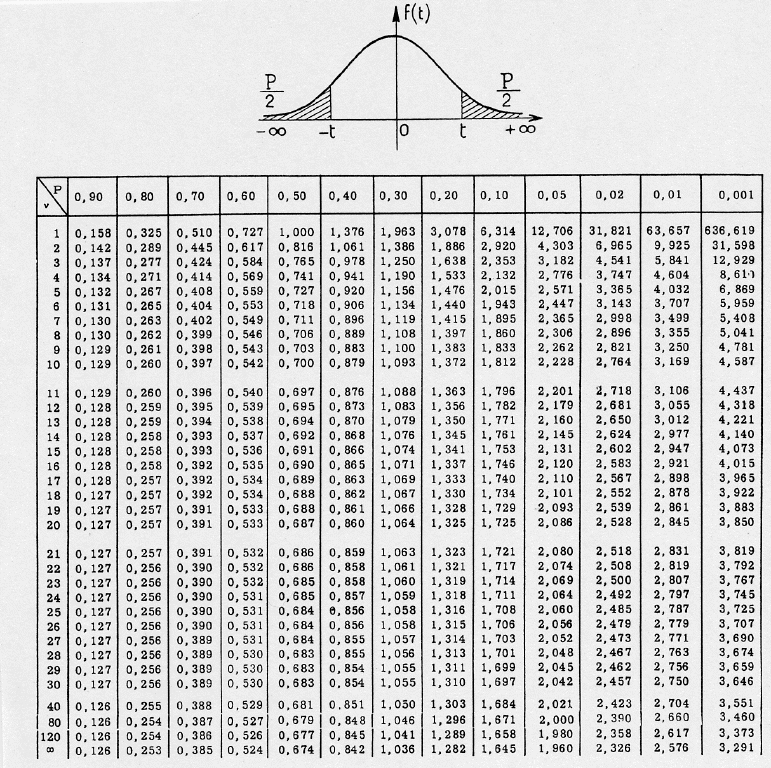 f(t)
P/2 P/2
-∞ -t 0 t +∞
P
ν 0,90 0,80 0,70 0,60 0,50 0,40 0,30 0,20 0,10 0,05 0,02 0,01 0,001
1 0,158 0,325 0,510 0,727 1,000 1,376 1,963 3,078 6,314 12,706 31,821 63,657 636,619
2 0,142 0,289 0,445 0,617 0,816 1,061 1,386 1,886 2,920 4,303 6,965 9,925 31,598
3 0,137 0,277 0,424 0,584 0,765 0,978 1,250 1,638 2,353 3,182 4,541 5,841 12,929
4 0,134 0,271 0,414 0,569 0,741 0,941 1,190 1,533 2,132 2,776 3,747 4,604 8,610
5 0,132 0,267 0,408 0,559 0,727 0,920 1,156 1,476 2,015 2,571 3,365 4,032 6,869
6 0,131 0,265 0,404 0,553 0,718 0,906 1,134 1,440 1,943 2,447 3,143 3,707 5,959
7 0,130 0,263 0,402 0,549 0,711 0,896 1,119 1,415 1,895 2,365 2,998 3,499 5,408
8 0,130 0,262 0,399 0,546 0,706 0,889 1,108 1,397 1,860 2,306 2,896 3,355 5,041
9 0,129 0,261 0,398 0,543 0,703 0,883 1,100 1,383 1,833 2,262 2,821 3,250 4,781
10 0,129 0,260 0,397 0,542 0,700 0,879 1,093 1,372 1,812 2,228 2,764 3,169 4,587
11 0,129 0,260 0,396 0,540 0,697 0,876 1,088 1,363 1,796 2,201 2,718 3,106 4,437
12 0,128 0,259 0,395 0,539 0,695 0,873 1,083 1,356 1,782 2,179 2,681 3,055 4,318
13 0,128 0,259 0,394 0,538 0,694 0,870 1,079 1,350 1,771 2,160 2,650 3,012 4,221
14 0,128 0,258 0,393 0,537 0,692 0,868 1,076 1,345 1,761 2,145 2,624 2,977 4,140
15 0,128 0,258 0,393 0,536 0,691 0,866 1,074 1,341 1,753 2,131 2,602 2,947 4,073
16 0,128 0,258 0,392 0,535 0,690 0,865 1,071 1,337 1,746 2,120 2,583 2,921 4,015
17 0,128 0,257 0,392 0,534 0,689 0,863 1,069 1,333 1,740 2,110 2,567 2,898 3,965
18 0,127 0,257 0,392 0,534 0,688 0,862 1,067 1,330 1,734 2,101 2,552 2,878 3,922
19 0,127 0,257 0,391 0,533 0,688 0,861 1,066 1,328 1,729 2,093 2,539 2,861 3,883
20 0,127 0,257 0,391 0,533 0,687 0,860 1,064 1,325 1,725 2,086 2,528 2,845 3,850
21 0,127 0,257 0,391 0,532 0,686 0,859 1,063 1,323 1,721 2,080 2,518 2,831 3,819
22 0,127 0,256 0,390 0,532 0,686 0,858 1,061 1,321 1,717 2,074 2,508 2,819 3,792
23 0,127 0,256 0,390 0,532 0,685 0,858 1,060 1,319 1,714 2,069 2,500 2,807 3,767
24 0,127 0,256 0,390 0,531 0,685 0,857 1,059 1,318 1,711 2,064 2,492 2,797 3,745
25 0,127 0,256 0,390 0,531 0,684 0,856 1,058 1,316 1,708 2,060 2,485 2,787 3,725
26 0,127 0,256 0,390 0,531 0,684 0,856 1,058 1,315 1,706 2,056 2,479 2,779 3,707
27 0,127 0,256 0,389 0,531 0,684 0,855 1,057 1,314 1,703 2,052 2,473 2,771 3,690
28 0,127 0,256 0,389 0,530 0,683 0,855 1,056 1,313 1,701 2,048 2,467 2,763 3,674
29 0,127 0,256 0,389 0,530 0,683 0,854 1,055 1,311 1,699 2,045 2,462 2,756 3,659
30 0,127 0,256 0,389 0,530 0,683 0,854 1,055 1,310 1,697 2,042 2,457 2,750 3,646
40 0,126 0,255 0,388 0,529 0,681 0,851 1,050 1,303 1,684 2,021 2,423 2,704 3,551
80 0,126 0,254 0,387 0,527 0,679 0,848 1,046 1,296 1,671 2,000 2,390 2,660 3,460
120 0,126 0,254 0,386 0,526 0,677 0,845 1,041 1,289 1,658 1,980 2,358 2,617 3,373
∞ 0,126 0,253 0,385 0,524 0,674 0,842 1,036 1,282 1,645 1,960 2,326 2,576 3,291